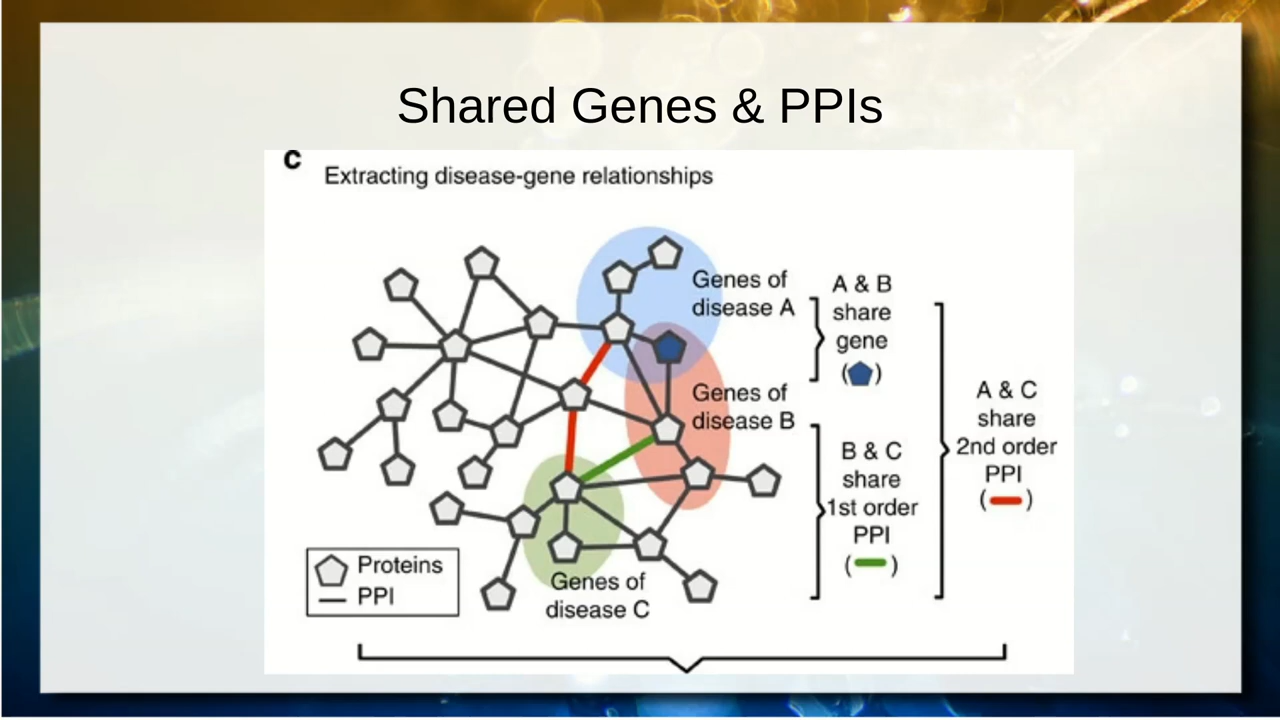 Shared Genes & PPIs
c
Extracting disease-gene relationships
Genes of
disease A
A & B
share
gene
( )
Genes of
disease B
A & C
share
2nd order
PPI
( )
B & C
share
1st order
PPI
( )
Proteins
PPI
Genes of
disease C